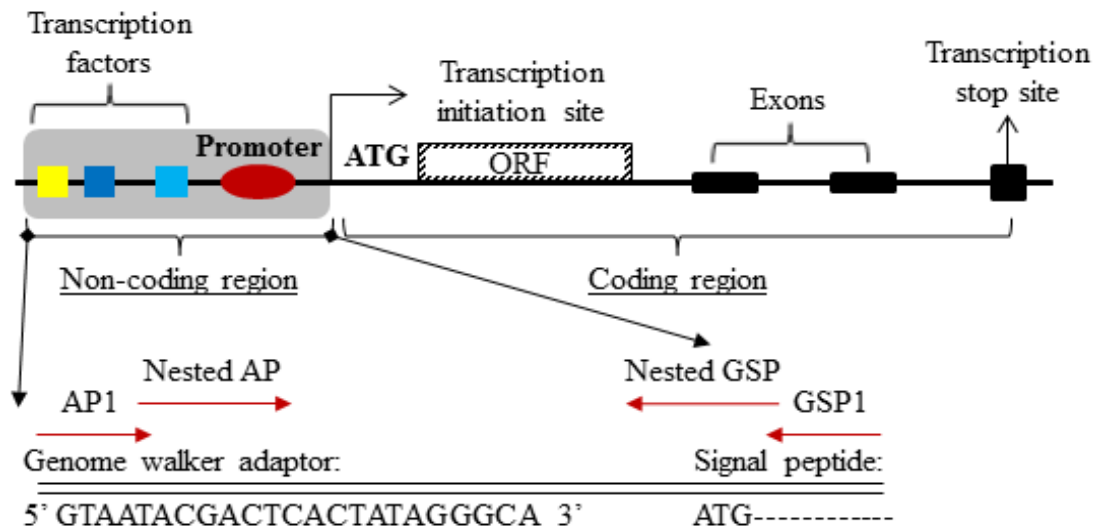 Transcription
factors
Promoter
ATG
Transcription
initiation site
ORF
Exons
Transcription
stop site
Non-coding region
Coding region
Nested AP
AP1
Nested GSP
GSP1
Genome walker adaptor:
Signal peptide:
5’ GTAATACGACTCACTATAGGGCA 3’
ATG-------------